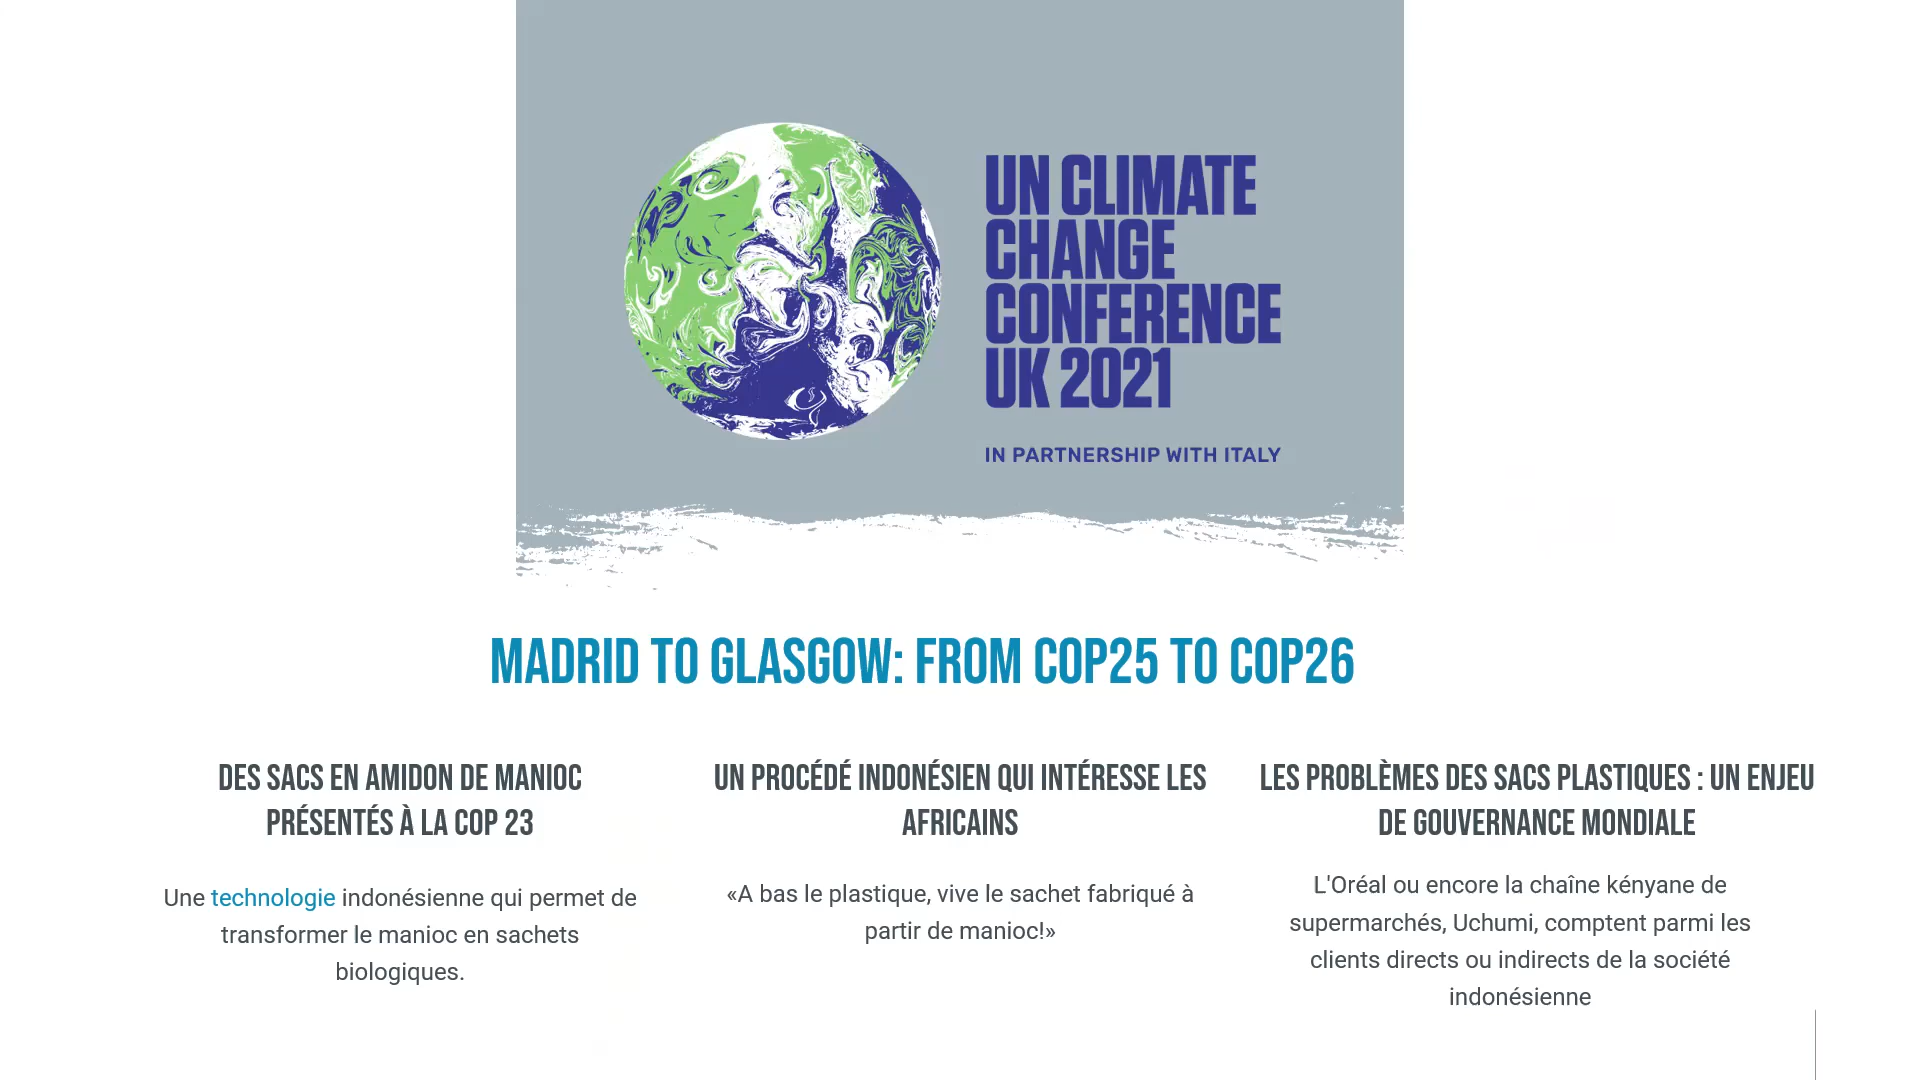 UN CLIMATE
CHANGE
CONFERENCE
UK 2021
IN PARTNERSHIP WITH ITALY
MADRID TO GLASGOW: FROM COP25 TO COP26
DES SACS EN AMIDON DE MANIOC
PRÉSENTÉS À LA COP 23
Une technologie indonésienne qui permet de
transformer le manioc en sachets
biologiques.
UN PROCÉDÉ INDONÉSIEN QUI INTÉRESSE LES
AFRICAINS
«A bas le plastique, vive le sachet fabriqué à
partir de manioc!»
LES PROBLÈMES DES SACS PLASTIQUES : UN ENJEU
DE GOUVERNANCE MONDIALE
L'Oréal ou encore la chaîne kényane de
supermarchés, Uchumi, comptent parmi les
clients directs ou indirects de la société
indonésienne